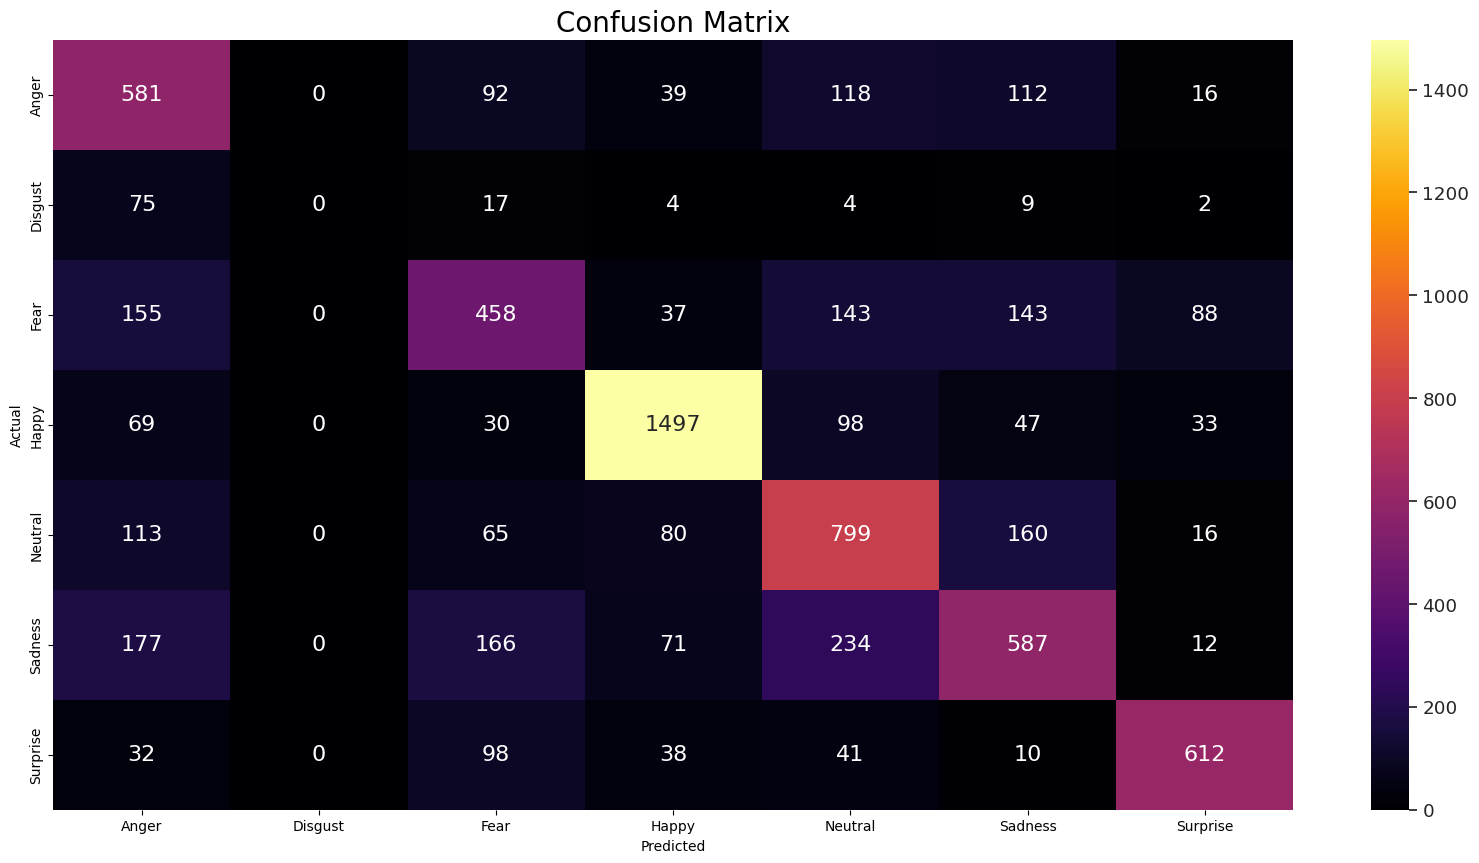 Confusion Matrix
Anger 581 0 92 39 118 112 16
Disgust 75 0 17 4 4 9 2
Fear 155 0 458 37 143 143 88
Happy 69 0 30 1497 98 47 33
Neutral 113 0 65 80 799 160 16
Sadness 177 0 166 71 234 587 12
Surprise 32 0 98 38 41 10 612
Actual
Anger Disgust Fear Happy Neutral Sadness Surprise
Predicted
1400
1200
1000
800
600
400
200
0